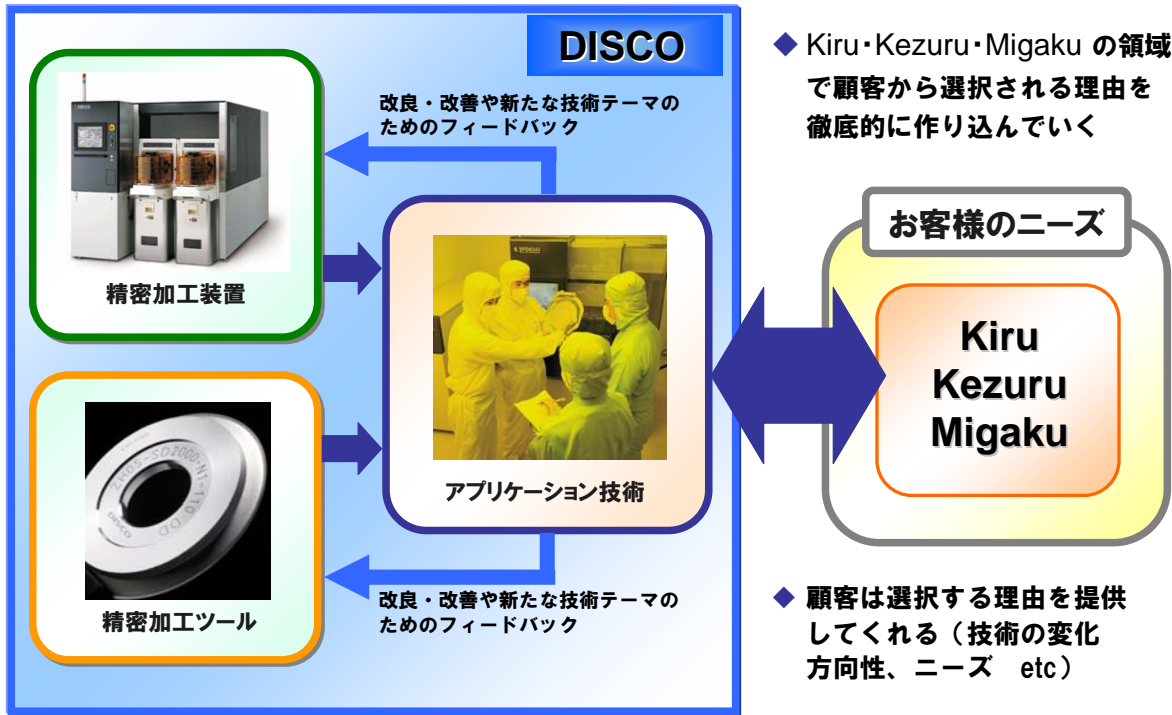 DISCO
改良・改善や新たな技術テーマの
ためのフィードバック
精密加工装置
アプリケーション技術
ZH05-SD2000-N1-110-DD
DISCO
精密加工ツール
改良・改善や新たな技術テーマの
ためのフィードバック
◆ Kiru・Kezuru・Migaku の領域
で顧客から選択される理由を
徹底的に作り込んでいく
お客様のニーズ
Kiru
Kezuru
Migaku
◆ 顧客は選択する理由を提供
してくれる（技術の変化
方向性、ニーズ　etc）